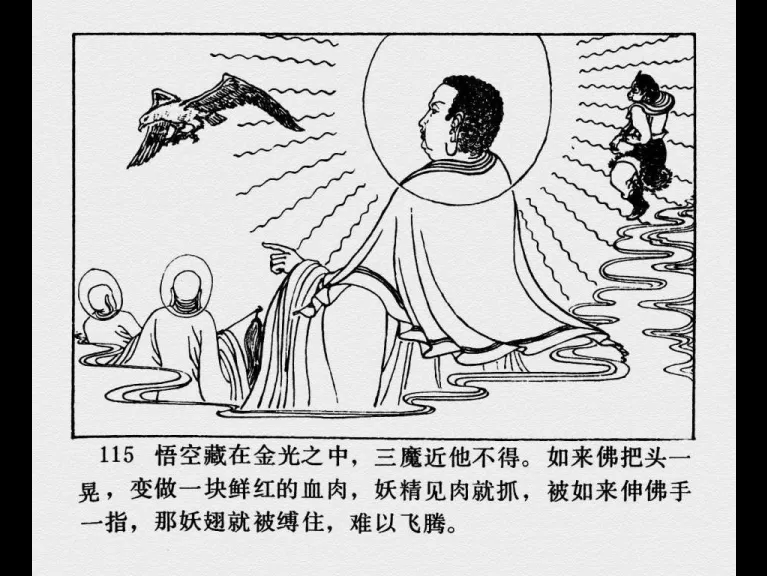 115 悟空藏在金光之中，三魔近他不得。如来佛把头一
晃，变做一块鲜红的血肉，妖精见肉就抓，被如来伸佛手
一指，那妖翅就被缚住，难以飞腾。